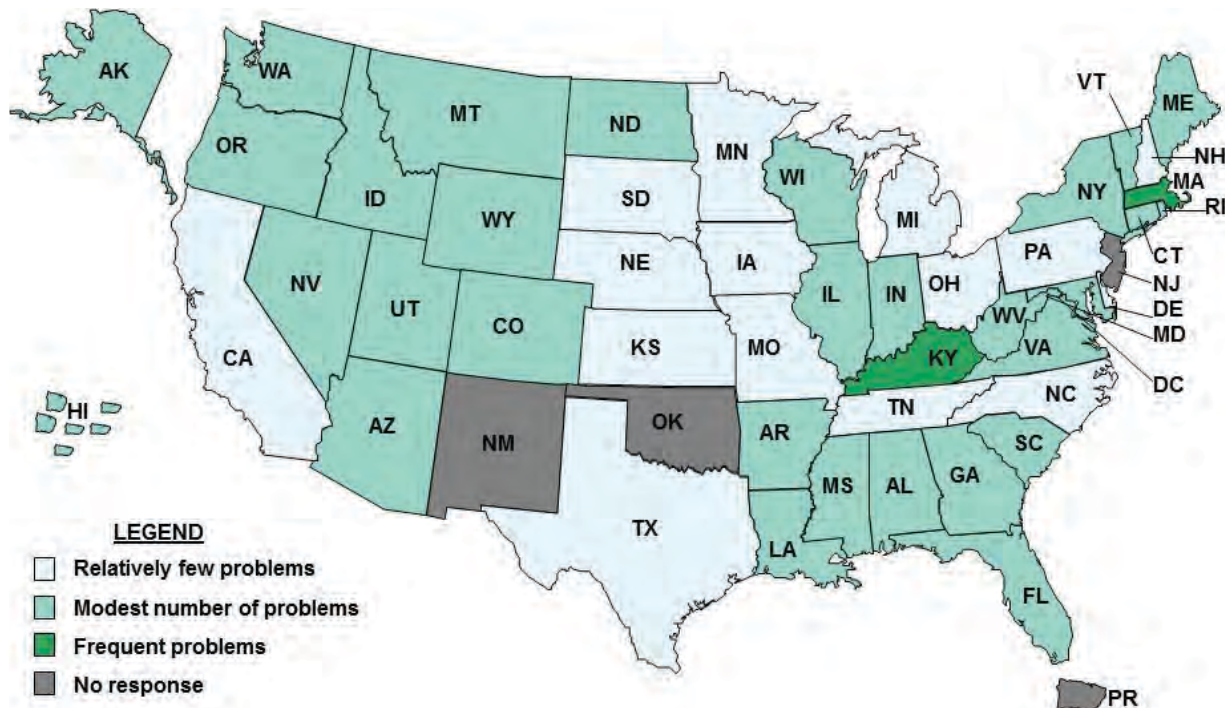 AK
WA
MT
ND
MN
VT
ME
OR
ID
WY
SD
WI
MI
NY
NH
MA
RI
NV
UT
CO
NE
IA
IL
IN
OH
PA
CT
NJ
DE
MD
DC
CA
KS
MO
KY
WV
VA
HI
AZ
NM
OK
AR
TN
NC
SC
TX
LA
MS
AL
GA
FL
PR
LEGEND
Relatively few problems
Modest number of problems
Frequent problems
No response